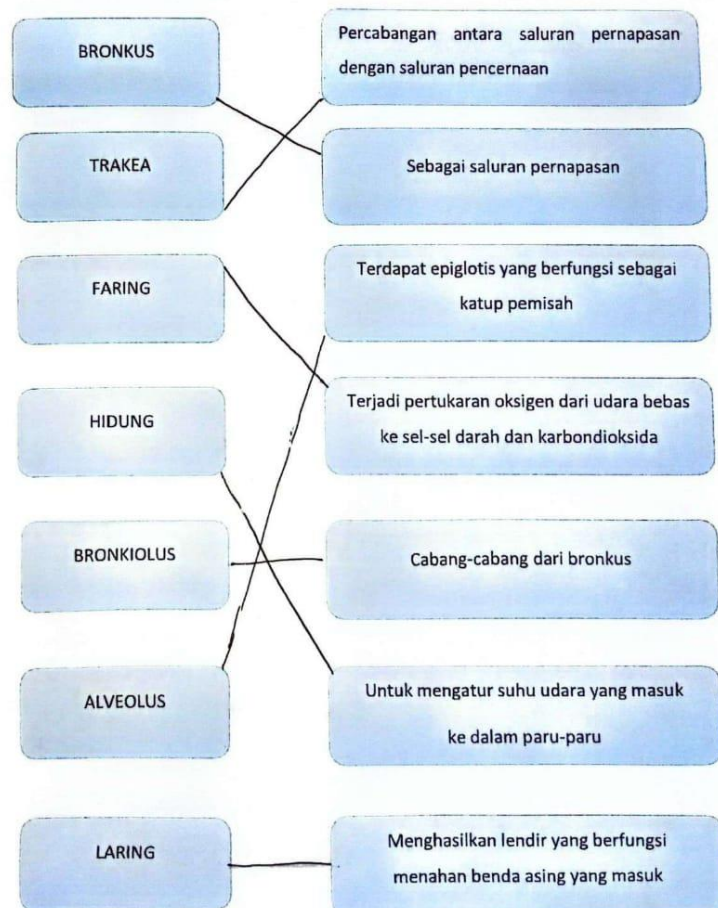 BRONKUS
Percabangan antara saluran pernapasan
dengan saluran pencernaan
TRAKEA
Sebagai saluran pernapasan
FARING
Terdapat epiglotis yang berfungsi sebagai
katup pemisah
HIDUNG
Terjadi pertukaran oksigen dari udara bebas
ke sel-sel darah dan karbondioksida
BRONKIOLUS
Cabang-cabang dari bronkus
ALVEOLUS
Untuk mengatur suhu udara yang masuk
ke dalam paru-paru
LARING
Menghasilkan lendir yang berfungsi
menahan benda asing yang masuk